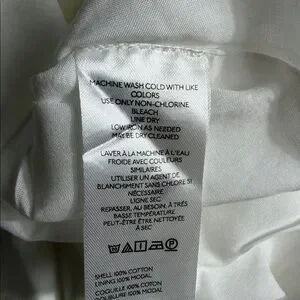 MACHINE WASH COLD WITH LIKE
COLORS
USE ONLY NON-CHLORINE
BLEACH
LINE DRY
LOW IRON AS NEEDED
MAY BE DRY CLEANED
LAVER À LA MACHINE À L'EAU
FROIDE AVEC COULEURS
SIMILAIRES
UTILISER UN AGENT DE
BLANCHIMENT SANS CHLORE SI
NÉCESSAIRE
LIGNE SEC
REPASSER, AU BESOIN, À TRÈS
BASSE TEMPÉRATURE
PEUT-ÊTRE ÊTRE NETTOYÉE
À SEC
SHELL 100% COTTON
LINING 100% MODAL
COQUILLE 100% COTON
DOUBLURE 100% MODAL